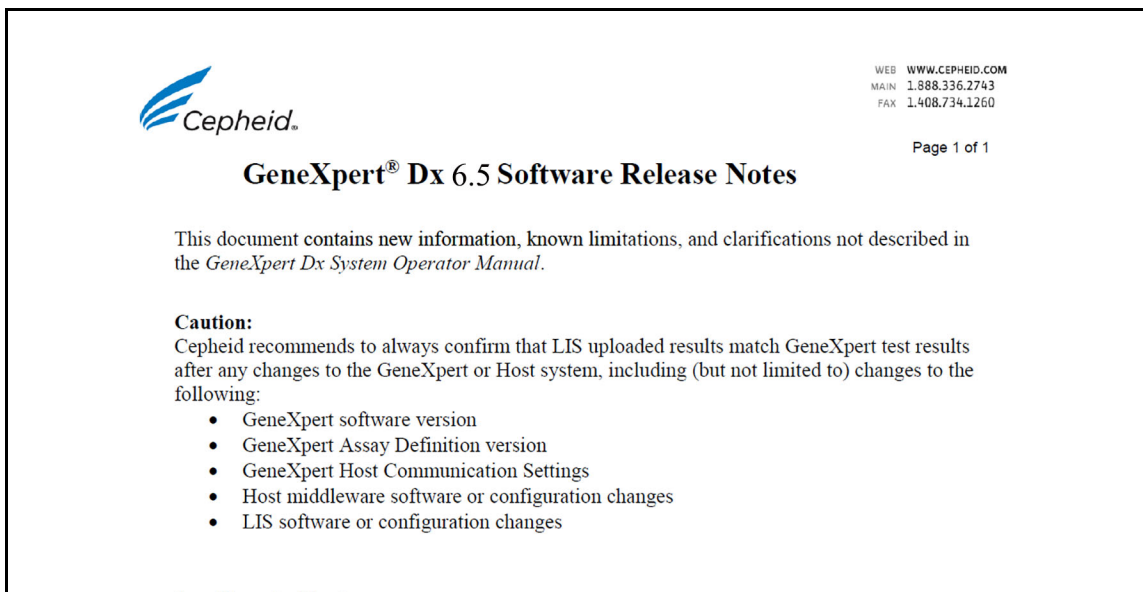 Cepheid®
WEB WWW.CEPHEID.COM
MAIN 1.888.336.2743
FAX 1.408.734.1260
Page 1 of 1
GeneXpert® Dx 6.5 Software Release Notes
This document contains new information, known limitations, and clarifications not described in
the GeneXpert Dx System Operator Manual.
Caution:
Cepheid recommends to always confirm that LIS uploaded results match GeneXpert test results
after any changes to the GeneXpert or Host system, including (but not limited to) changes to the
following:
• GeneXpert software version
• GeneXpert Assay Definition version
• GeneXpert Host Communication Settings
• Host middleware software or configuration changes
• LIS software or configuration changes